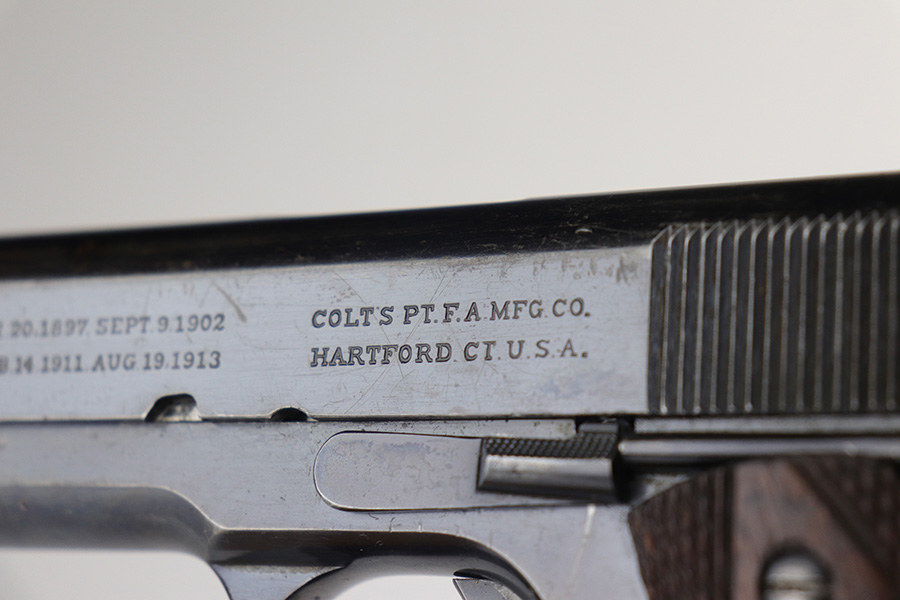 20.1897. SEPT. 9.1902
14.1911. AUG 19.1913
COLT'S PT. F. A. MFG. CO.
HARTFORD. CT. U. S. A.